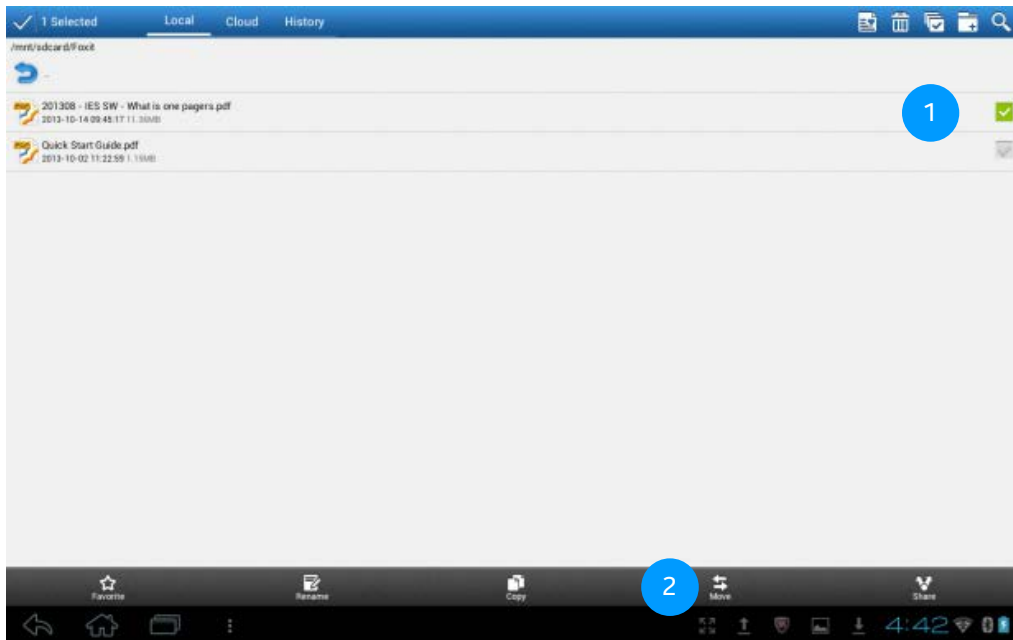 1 Selected Local Cloud History
/mnt/sdcard/Foxit
..
201308 - IES SW - What is one pagers.pdf
2013-10-14 09:45:17 11.36MB
1
Quick Start Guide.pdf
2013-10-02 11:22:59 1.15MB
2
Favorite Rename Copy Move Share
4:42